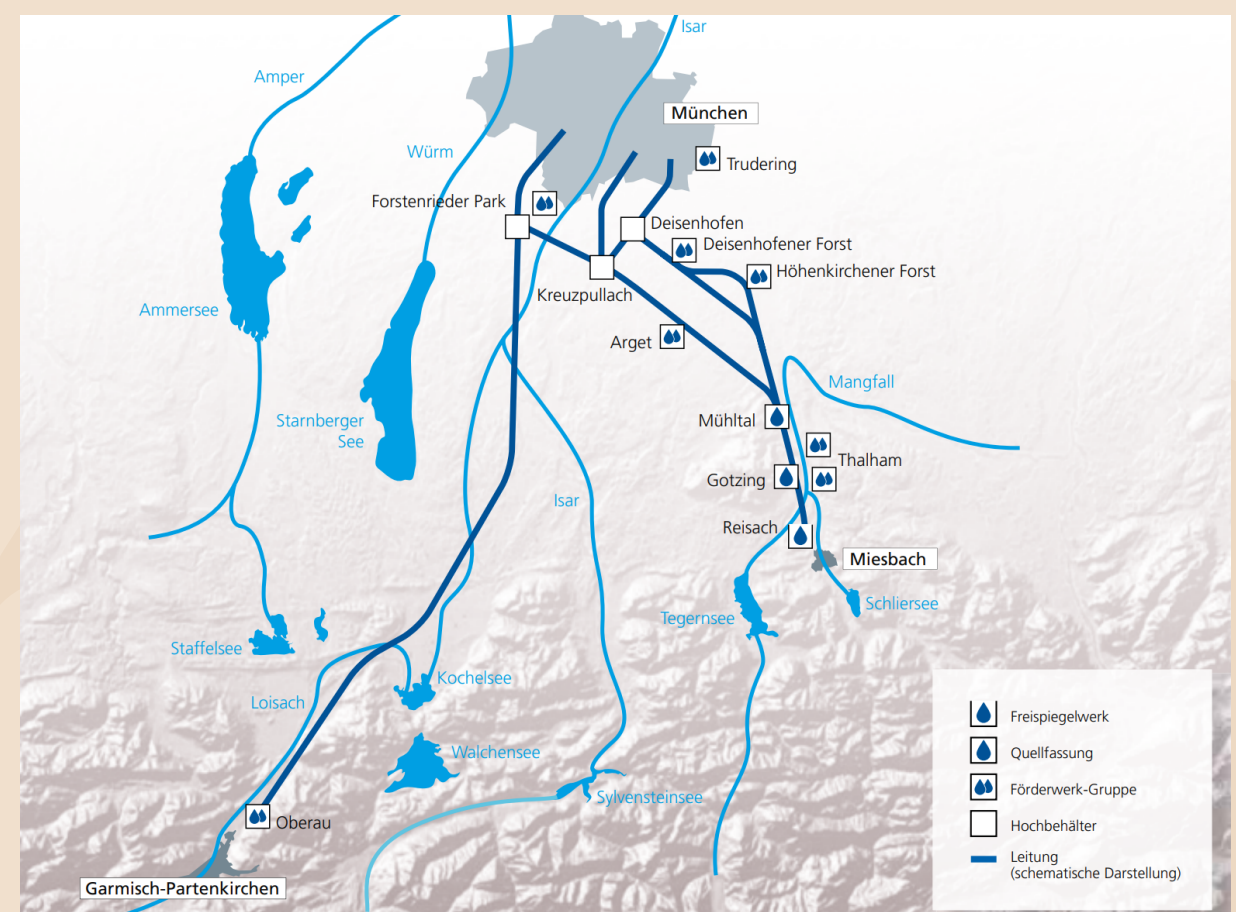 Isar
Amper
München
Würm
Trudering
Forstenrieder Park
Deisenhofen
Deisenhofener Forst
Höhenkirchener Forst
Kreuzpullach
Ammersee
Arget
Mangfall
Starnberger
See
Mühltal
Thalham
Gotzing
Isar
Reisach
Miesbach
Schliersee
Tegernsee
Staffelsee
Kochelsee
Loisach
Walchensee
Sylvensteinsee
Oberau
Garmisch-Partenkirchen
Freispiegelwerk
Quellfassung
Förderwerk-Gruppe
Hochbehälter
Leitung
(schematische Darstellung)